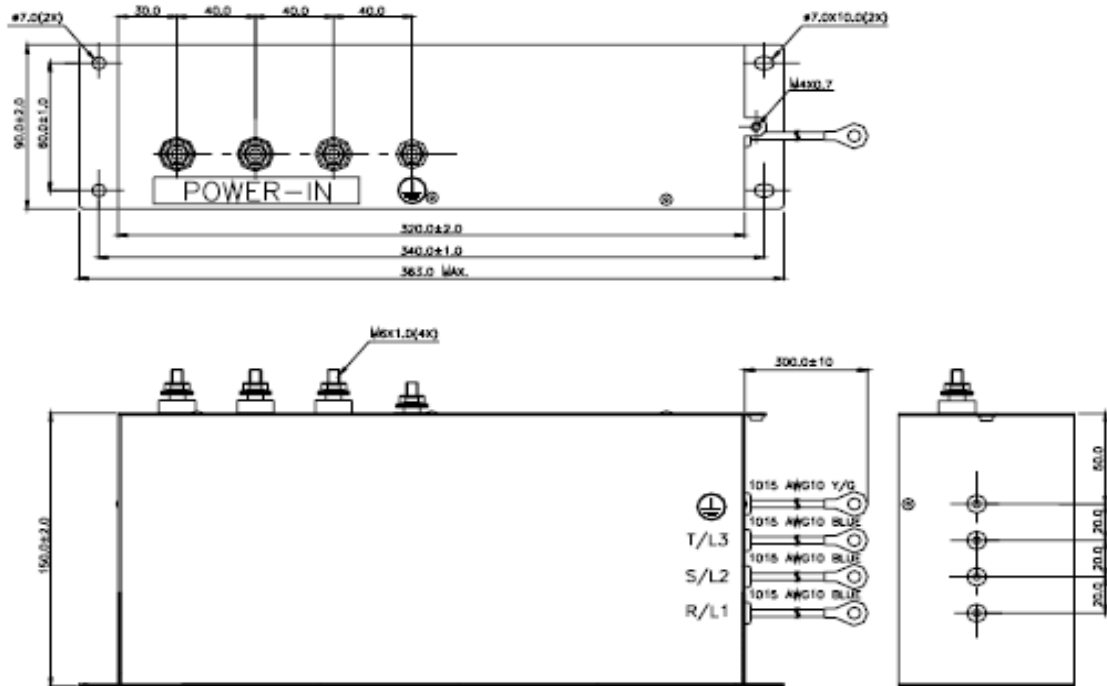 ø7.0(2X)
30.0
40.0
40.0
40.0
ø7.0X10.0(2X)
M4X0.7
90.0±2.0
60.0±1.0
POWER-IN
320.0±2.0
340.0±1.0
363.0 MAX.
M6X1.0(4X)
300.0±10
150.0±2.0
1015 AWG10 Y/G
T/L3
1015 AWG10 BLUE
S/L2
1015 AWG10 BLUE
R/L1
1015 AWG10 BLUE
20.0
20.0
20.0